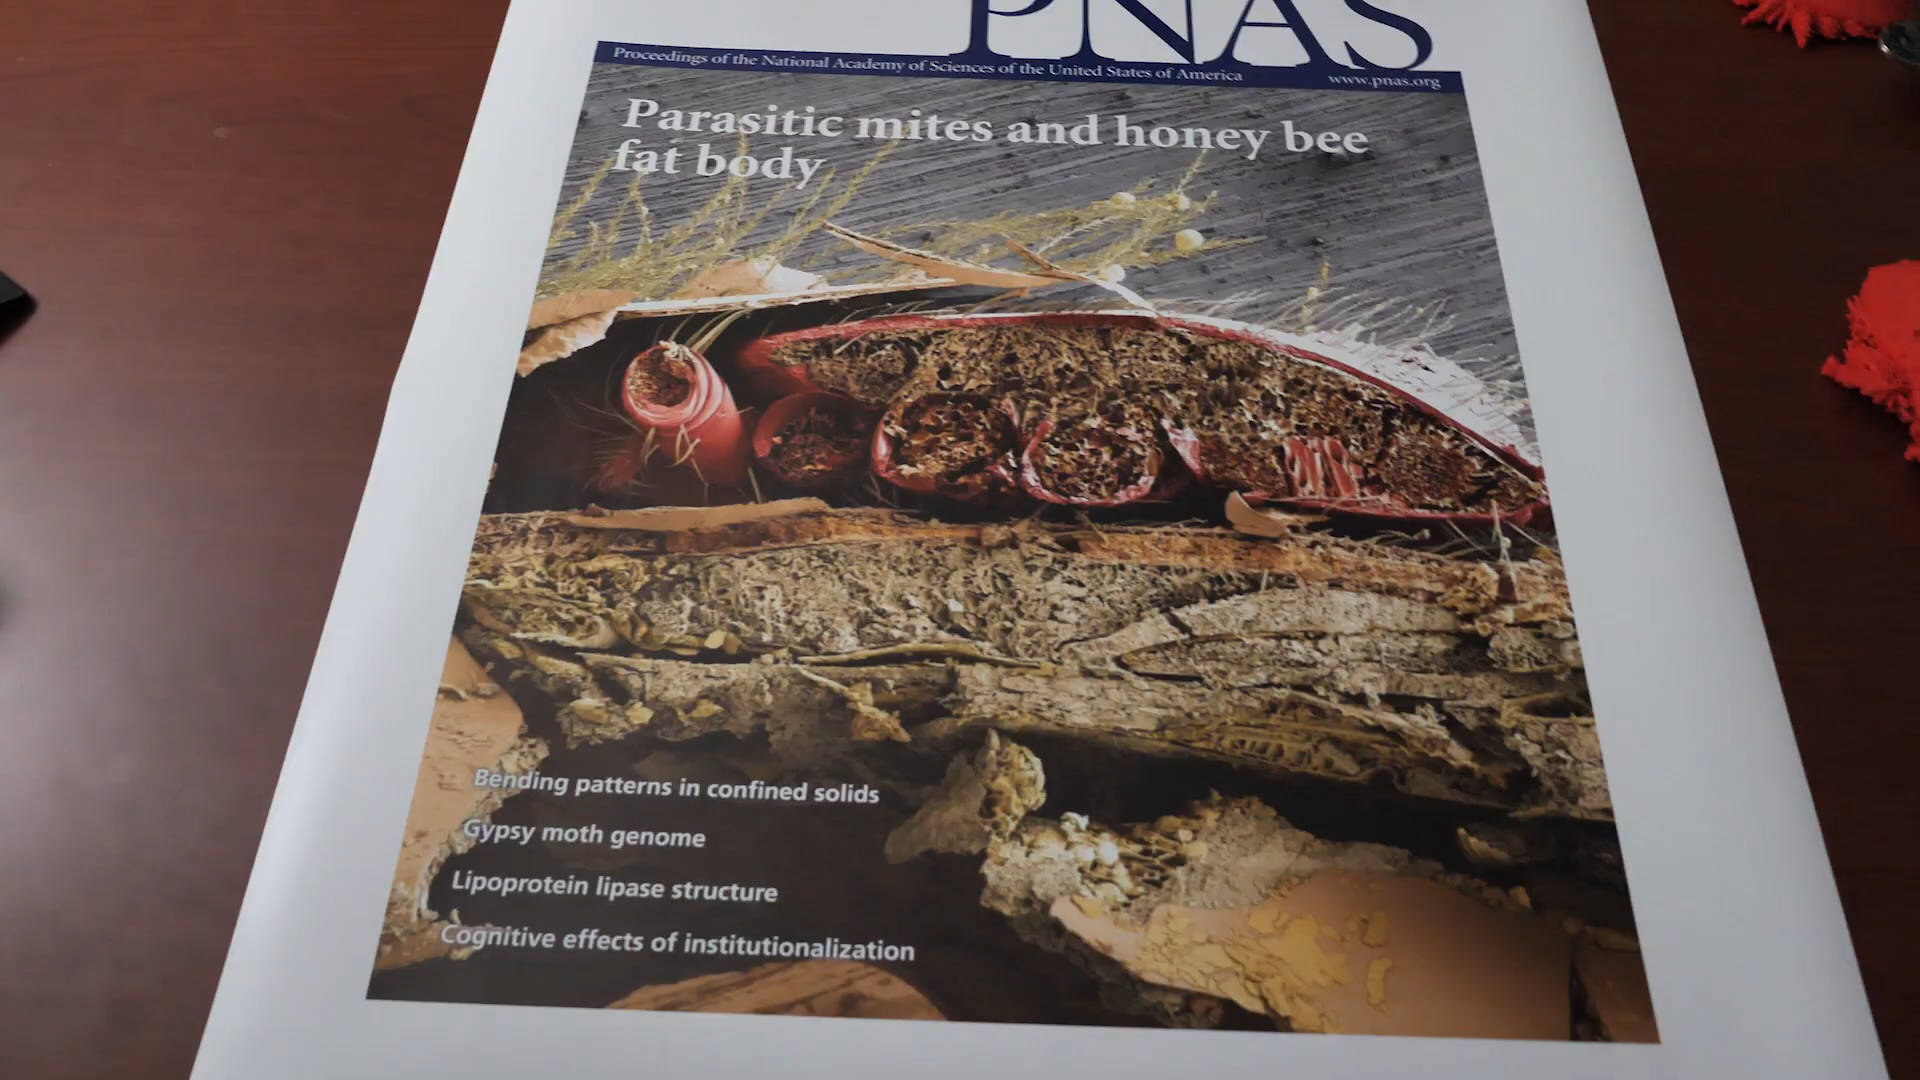 PNAS
Proceedings of the National Academy of Sciences of the United States of America
www.pnas.org
Parasitic mites and honey bee
fat body
Bending patterns in confined solids
Gypsy moth genome
Lipoprotein lipase structure
Cognitive effects of institutionalization